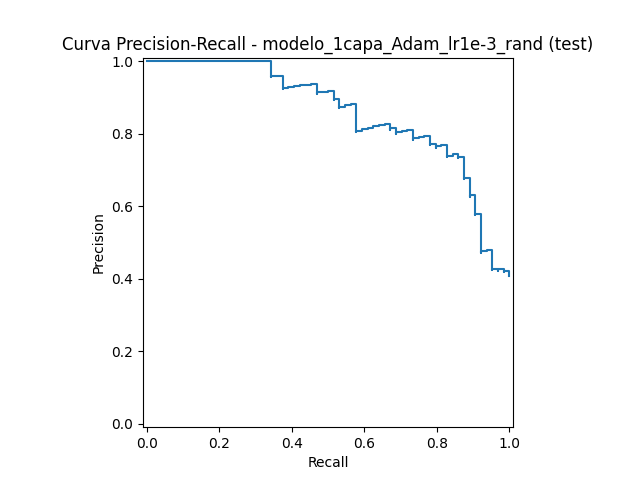 Curva Precision-Recall - modelo_1capa_Adam_lr1e-3_rand (test)
1.0
0.8
0.6
0.4
0.2
0.0
Precision
0.0 0.2 0.4 0.6 0.8 1.0
Recall